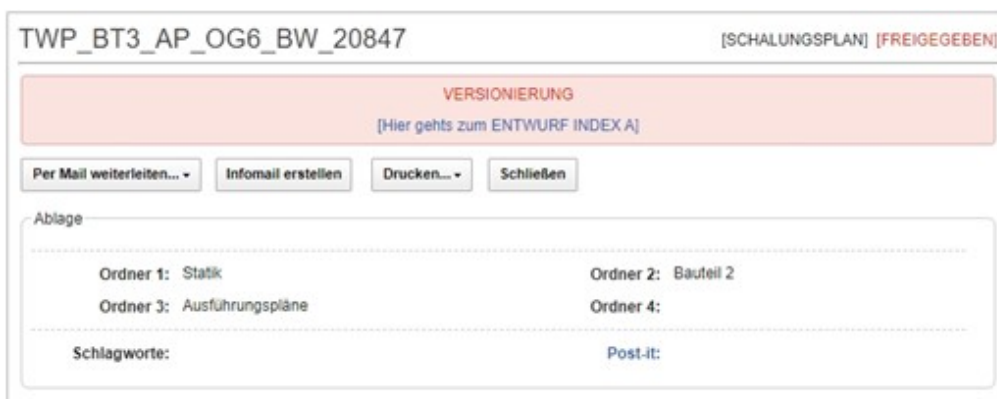 TWP_BT3_AP_OG6_BW_20847 [SCHALUNGSPLAN] [FREIGEGEBEN]
VERSIONIERUNG
[Hier gehts zum ENTWURF INDEX A]
Per Mail weiterleiten... Infomail erstellen Drucken... Schließen
Ablage
Ordner 1: Statik Ordner 2: Bauteil 2
Ordner 3: Ausführungspläne Ordner 4:
Schlagworte: Post-it: